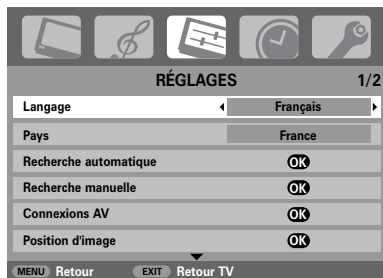 RÉGLAGES 1/2
Langage Français
Pays France
Recherche automatique OK
Recherche manuelle OK
Connexions AV OK
Position d'image OK
MENU Retour EXIT Retour TV